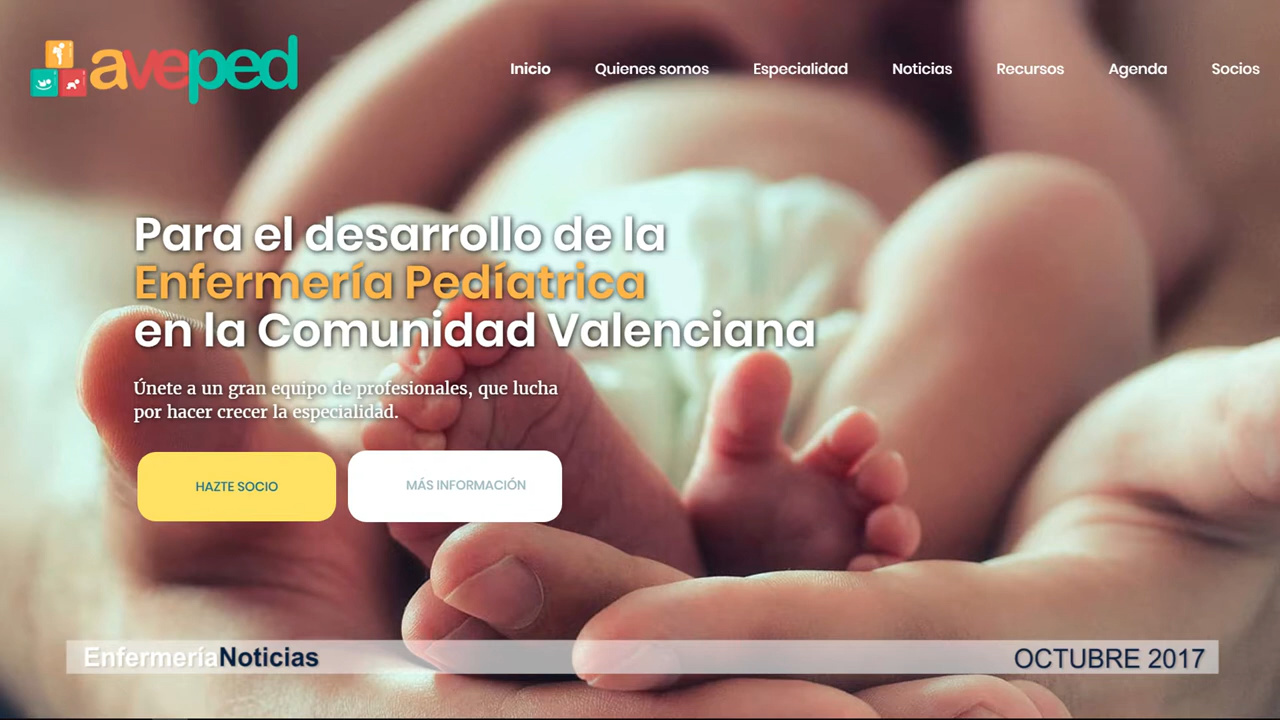 aveped
Inicio Quienes somos Especialidad Noticias Recursos Agenda Socios
Para el desarrollo de la
Enfermería Pedíatrica
en la Comunidad Valenciana
Únete a un gran equipo de profesionales, que lucha
por hacer crecer la especialidad.
HAZTE SOCIO MÁS INFORMACIÓN
EnfermeríaNoticias OCTUBRE 2017